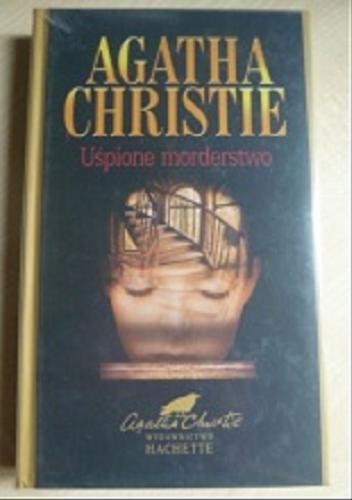 AGATHA
CHRISTIE
Uśpione morderstwo
Agatha Christie
WYDAWNICTWO
HACHETTE